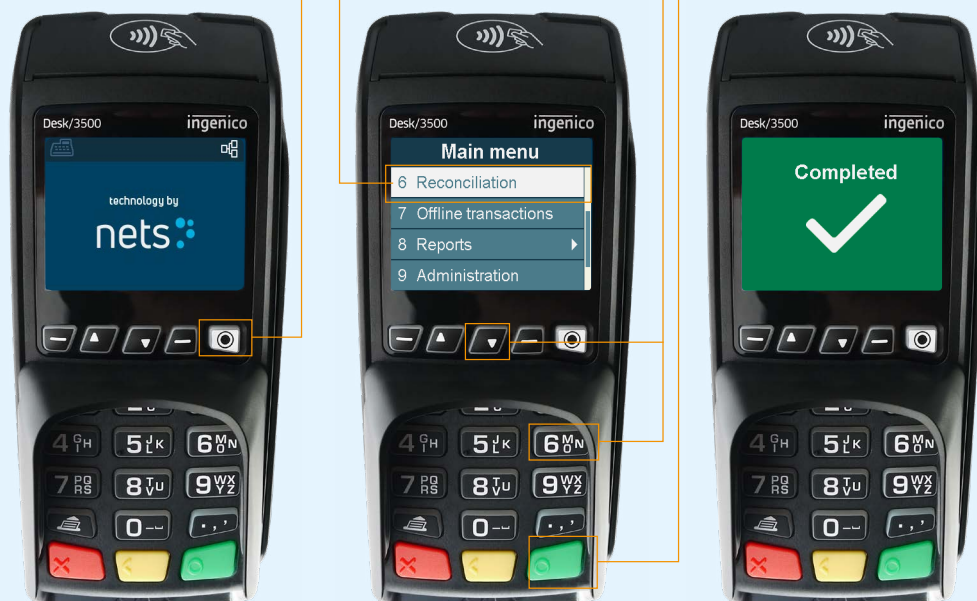 Desk/3500 ingenico
technology by
nets
4 GHI 5 JKL 6 MNO
7 PQRS 8 TUV 9 WXYZ
0 . , '
Desk/3500 ingenico
Main menu
6 Reconciliation
7 Offline transactions
8 Reports
9 Administration
4 GHI 5 JKL 6 MNO
7 PQRS 8 TUV 9 WXYZ
0 . , '
Desk/3500 ingenico
Completed
4 GHI 5 JKL 6 MNO
7 PQRS 8 TUV 9 WXYZ
0 . , '